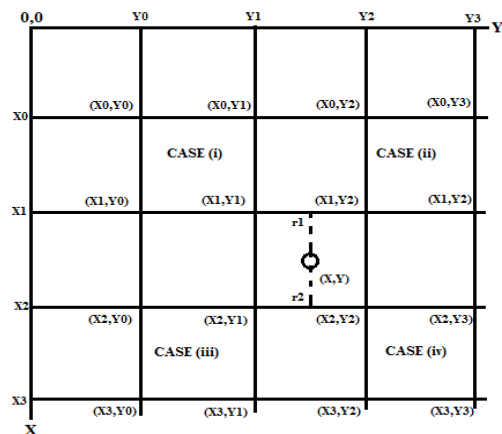 0,0 Y0 Y1 Y2 Y3 Y
(X0,Y0) (X0,Y1) (X0,Y2) (X0,Y3)
X0
CASE (i) CASE (ii)
(X1,Y0) (X1,Y1) (X1,Y2) (X1,Y2)
X1
r1
(X,Y)
r2
X2
(X2,Y0) (X2,Y1) (X2,Y2) (X2,Y3)
CASE (iii) CASE (iv)
X3
(X3,Y0) (X3,Y1) (X3,Y2) (X3,Y3)
X